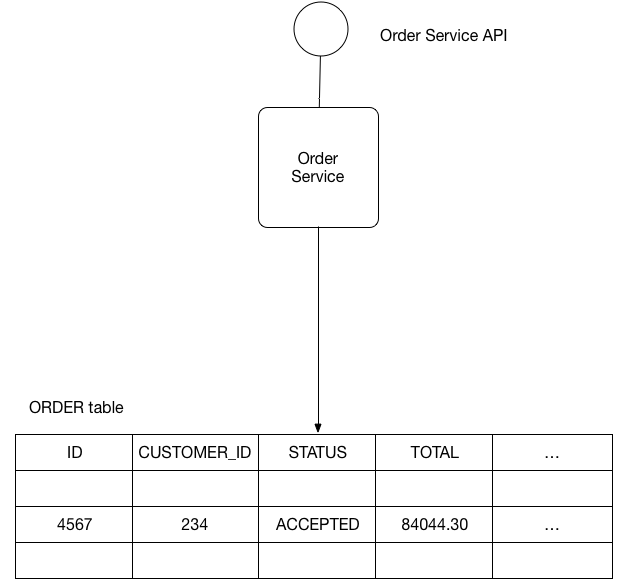 Order Service API
Order
Service
ORDER table
ID CUSTOMER_ID STATUS TOTAL ...
4567 234 ACCEPTED 84044.30 ...